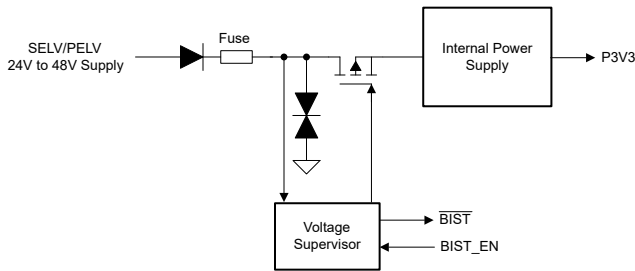 SELV/PELV
24V to 48V Supply
Fuse
Internal Power
Supply
P3V3
Voltage
Supervisor
BIST
BIST_EN